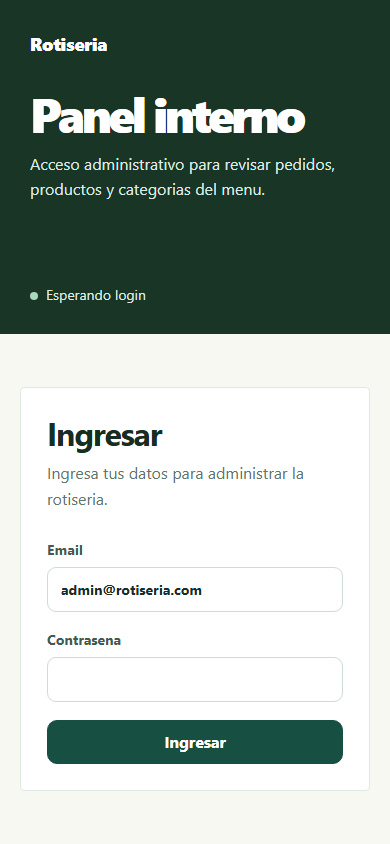 Rotiseria
Panel interno
Acceso administrativo para revisar pedidos,
productos y categorias del menu.
Esperando login
Ingresar
Ingresa tus datos para administrar la
rotiseria.
Email
admin@rotiseria.com
Contrasena
Ingresar